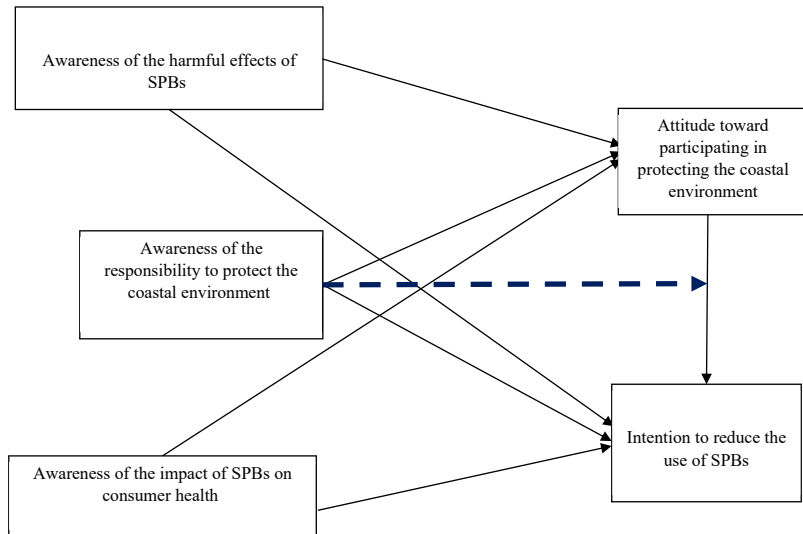 Awareness of the harmful effects of
SPBs
Attitude toward
participating in
protecting the coastal
environment
Awareness of the
responsibility to protect the
coastal environment
Intention to reduce the
use of SPBs
Awareness of the impact of SPBs on
consumer health